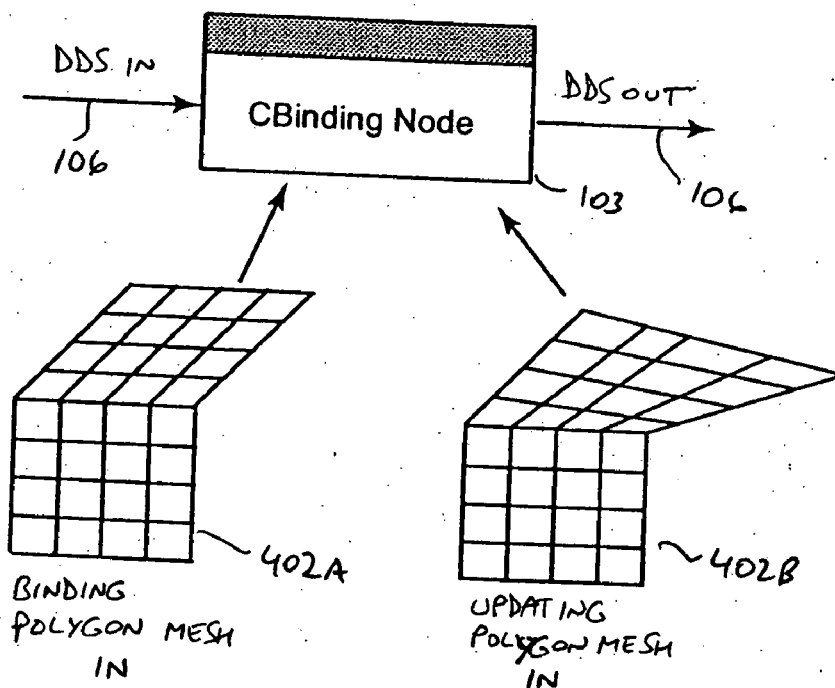 DDS IN
CBinding Node
DDS OUT
106
103
106
402A
402B
BINDING
POLYGON MESH
IN
UPDATING
POLYGON MESH
IN